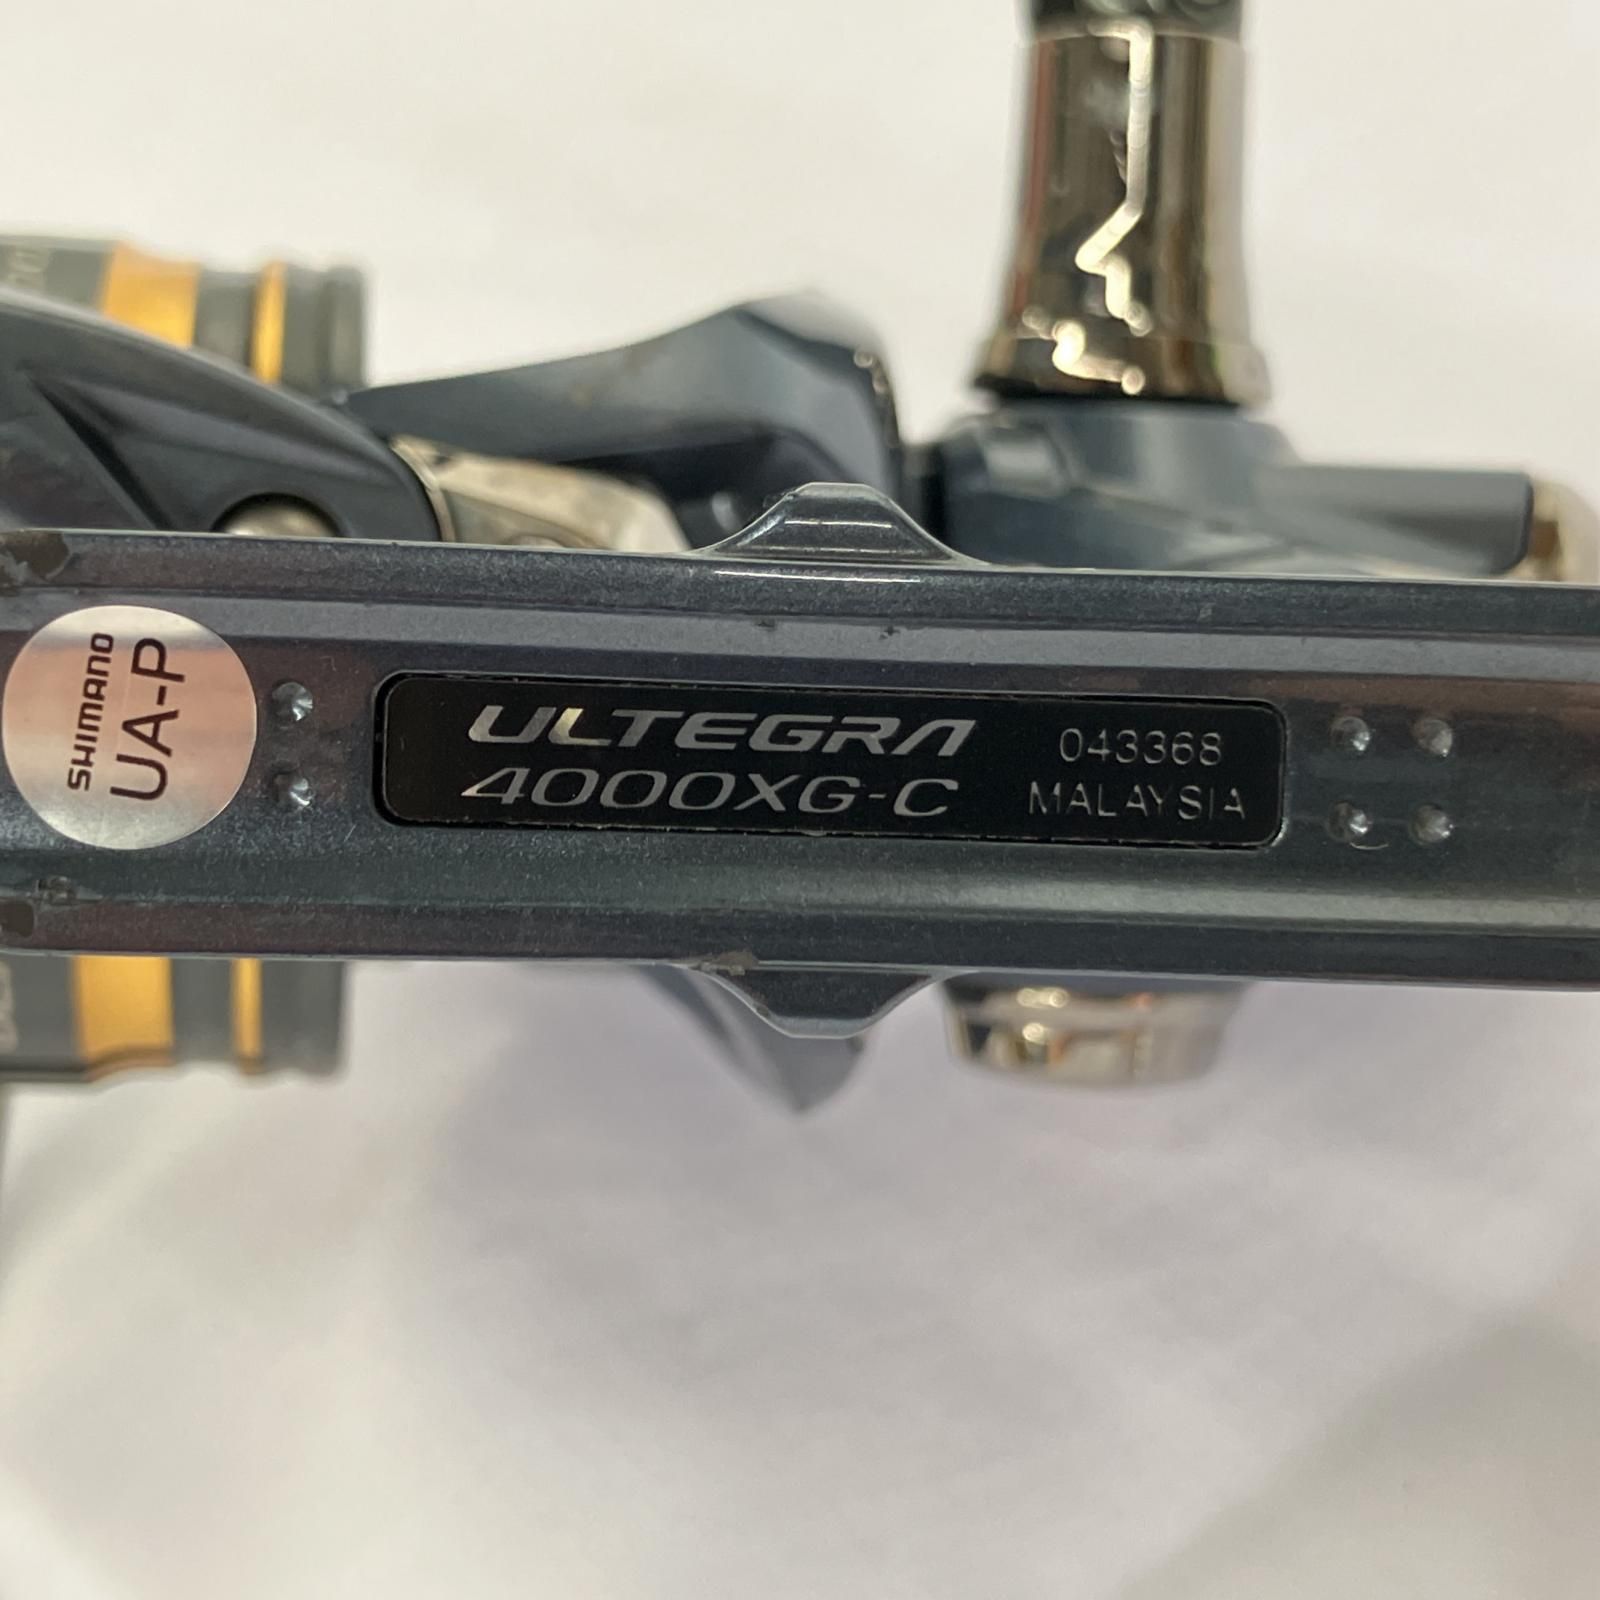 SHIMANO
UA-P
ULTEGRA
4000XG-C
043368
MALAYSIA